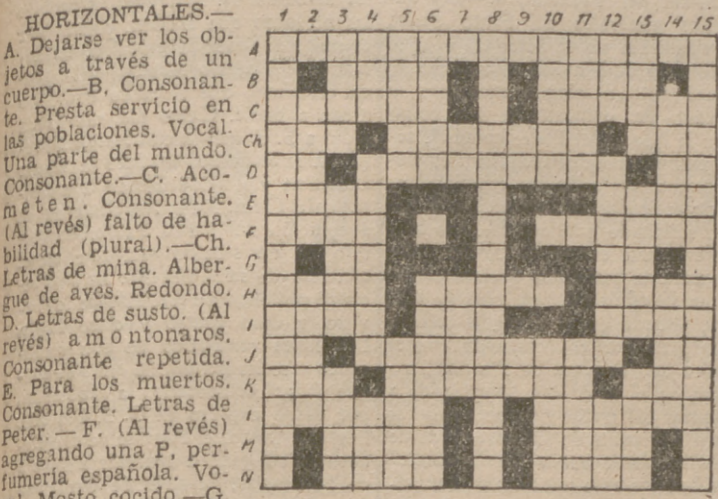 HORIZONTALES.—
A. Dejarse ver los ob-
jetos a través de un
cuerpo.—B. Consonan-
te. Presta servicio en
las poblaciones. Vocal.
Una parte del mundo.
Consonante.—C. Aco-
meten. Consonante.
(Al revés) falto de ha-
bilidad (plural).—Ch.
Letras de mina. Alber-
gue de aves. Redondo.
D. Letras de susto. (Al
revés) amontonaros.
Consonante repetida.
E. Para los muertos.
Consonante. Letras de
Peter. — F. (Al revés)
agregando una P, per-
fumería española. Vo-
Mosto cocido.—G.
1 2 3 4 5 6 7 8 9 10 11 12 13 14 15
A
B
C
Ch
D
E
F
G
H
I
J
K
l
M
N
PS